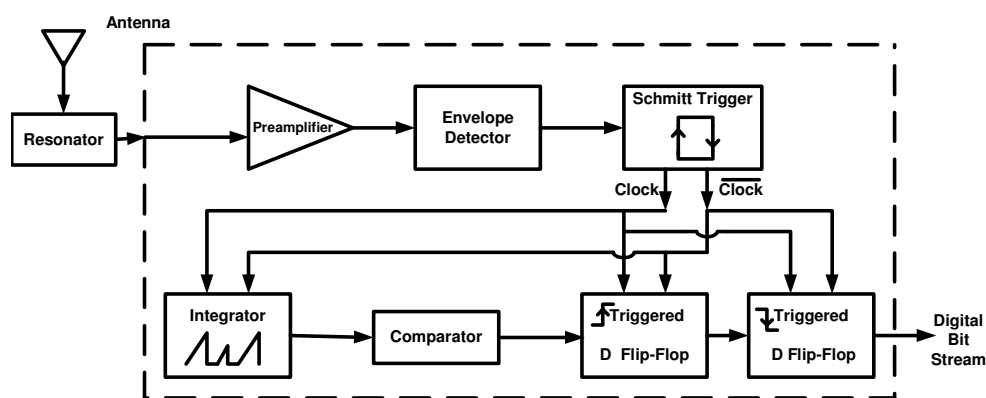 Antenna
Resonator
Preamplifier
Envelope
Detector
Schmitt Trigger
Clock
Clock
Integrator
Comparator
Triggered
D Flip-Flop
Triggered
D Flip-Flop
Digital
Bit
Stream